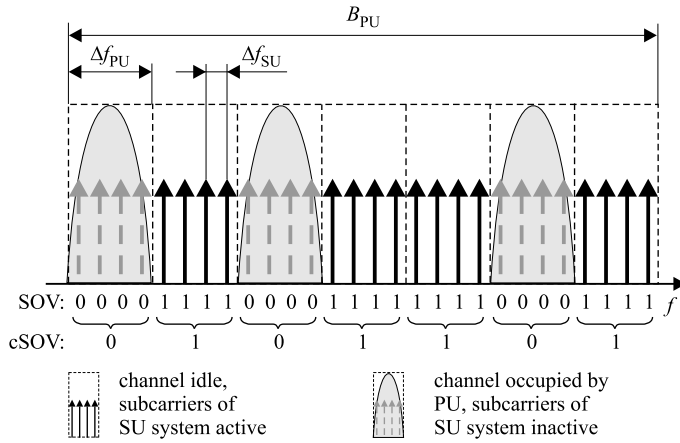 B_PU
Δf_PU
Δf_SU
SOV: 0 0 0 0 1 1 1 1 0 0 0 0 1 1 1 1 1 1 1 1 0 0 0 0 1 1 1 1 f
cSOV: 0 1 0 1 1 0 1
channel idle,
subcarriers of
SU system active
channel occupied by
PU, subcarriers of
SU system inactive